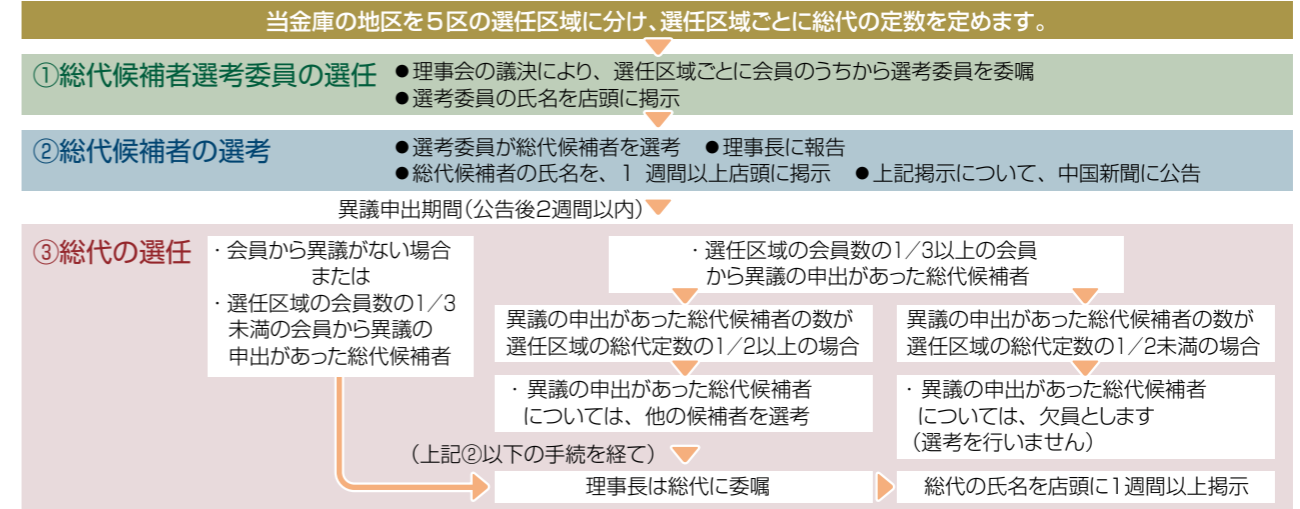 当金庫の地区を５区の選任区域に分け、選任区域ごとに総代の定数を定めます。
①総代候補者選考委員の選任
●理事会の議決により、選任区域ごとに会員のうちから選考委員を委嘱
●選考委員の氏名を店頭に掲示
②総代候補者の選考
●選考委員が総代候補者を選考　●理事長に報告
●総代候補者の氏名を、1 週間以上店頭に掲示　●上記掲示について、中国新聞に公告
異議申出期間（公告後2週間以内）
③総代の選任
・会員から異議がない場合
または
・選任区域の会員数の1／3
未満の会員から異議の
申出があった総代候補者
・選任区域の会員数の1／3以上の会員
から異議の申出があった総代候補者
異議の申出があった総代候補者の数が
選任区域の総代定数の1／2以上の場合
・異議の申出があった総代候補者
については、他の候補者を選考
異議の申出があった総代候補者の数が
選任区域の総代定数の1／2未満の場合
・異議の申出があった総代候補者
については、欠員とします
（選考を行いません）
（上記②以下の手続を経て）
理事長は総代に委嘱
総代の氏名を店頭に1週間以上掲示